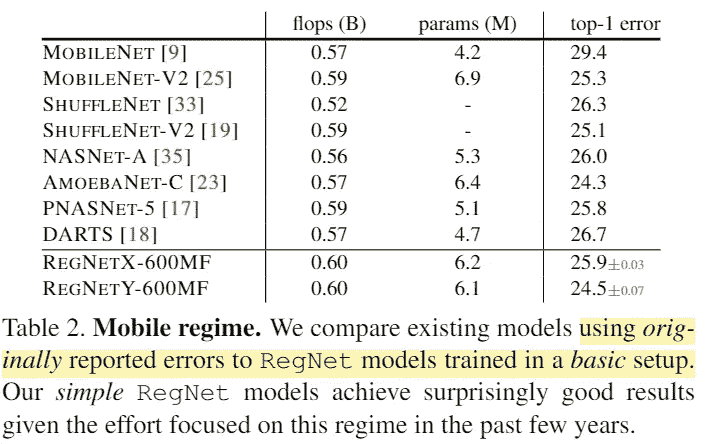 flops (B) params (M) top-1 error
MOBILENET [9] 0.57 4.2 29.4
MOBILENET-V2 [25] 0.59 6.9 25.3
SHUFFLENET [33] 0.52 - 26.3
SHUFFLENET-V2 [19] 0.59 - 25.1
NASNET-A [35] 0.56 5.3 26.0
AMOEBANET-C [23] 0.57 6.4 24.3
PNASNET-5 [17] 0.59 5.1 25.8
DARTS [18] 0.57 4.7 26.7
REGNETX-600MF 0.60 6.2 25.9±0.03
REGNETY-600MF 0.60 6.1 24.5±0.07
Table 2. Mobile regime. We compare existing models using orig-
inally reported errors to RegNet models trained in a basic setup.
Our simple RegNet models achieve surprisingly good results
given the effort focused on this regime in the past few years.